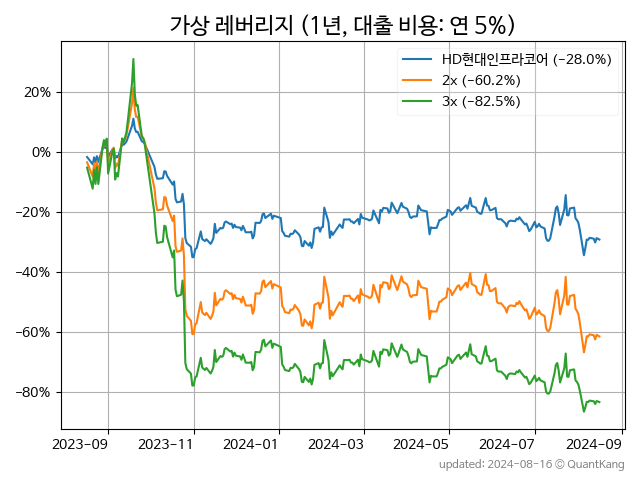 가상 레버리지 (1년, 대출 비용: 연 5%)
HD현대인프라코어 (−28.0%)
2x (−60.2%)
3x (−82.5%)
20%
0%
−20%
−40%
−60%
−80%
2023-09 2023-11 2024-01 2024-03 2024-05 2024-07 2024-09
updated: 2024-08-16 © QuantKang